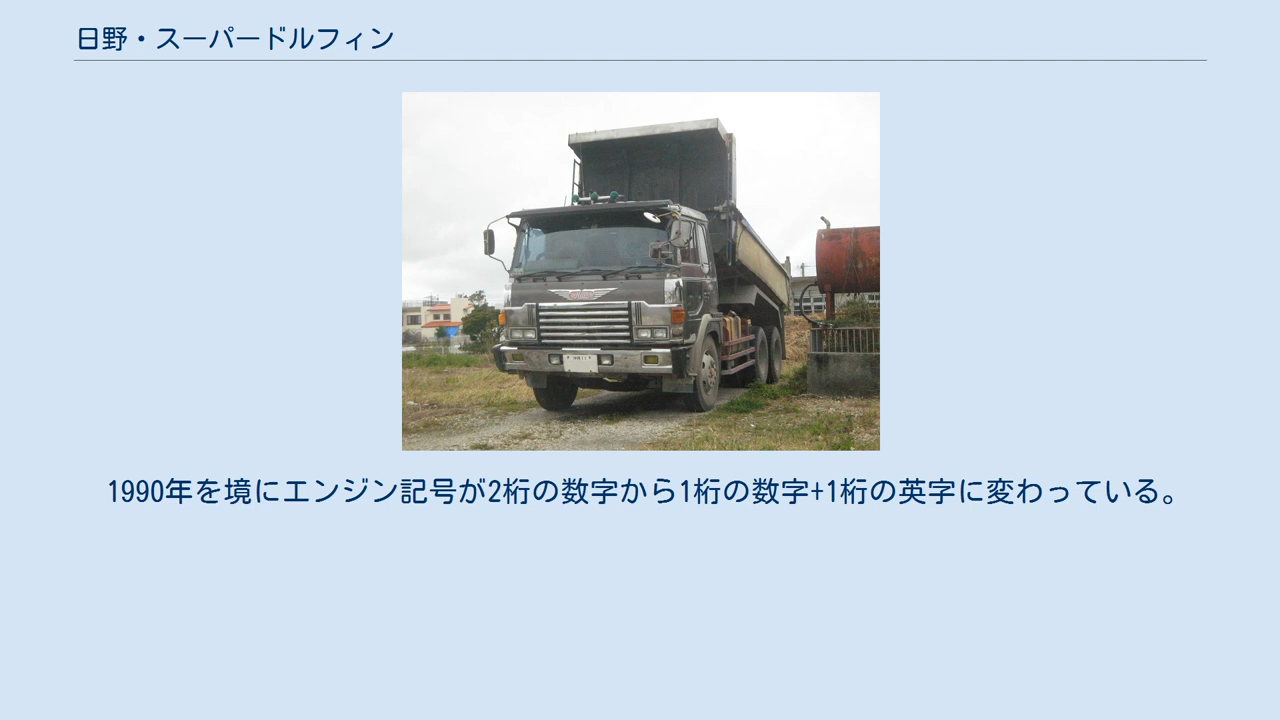 日野・スーパードルフィン
1990年を境にエンジン記号が2桁の数字から1桁の数字+1桁の英字に変わっている。